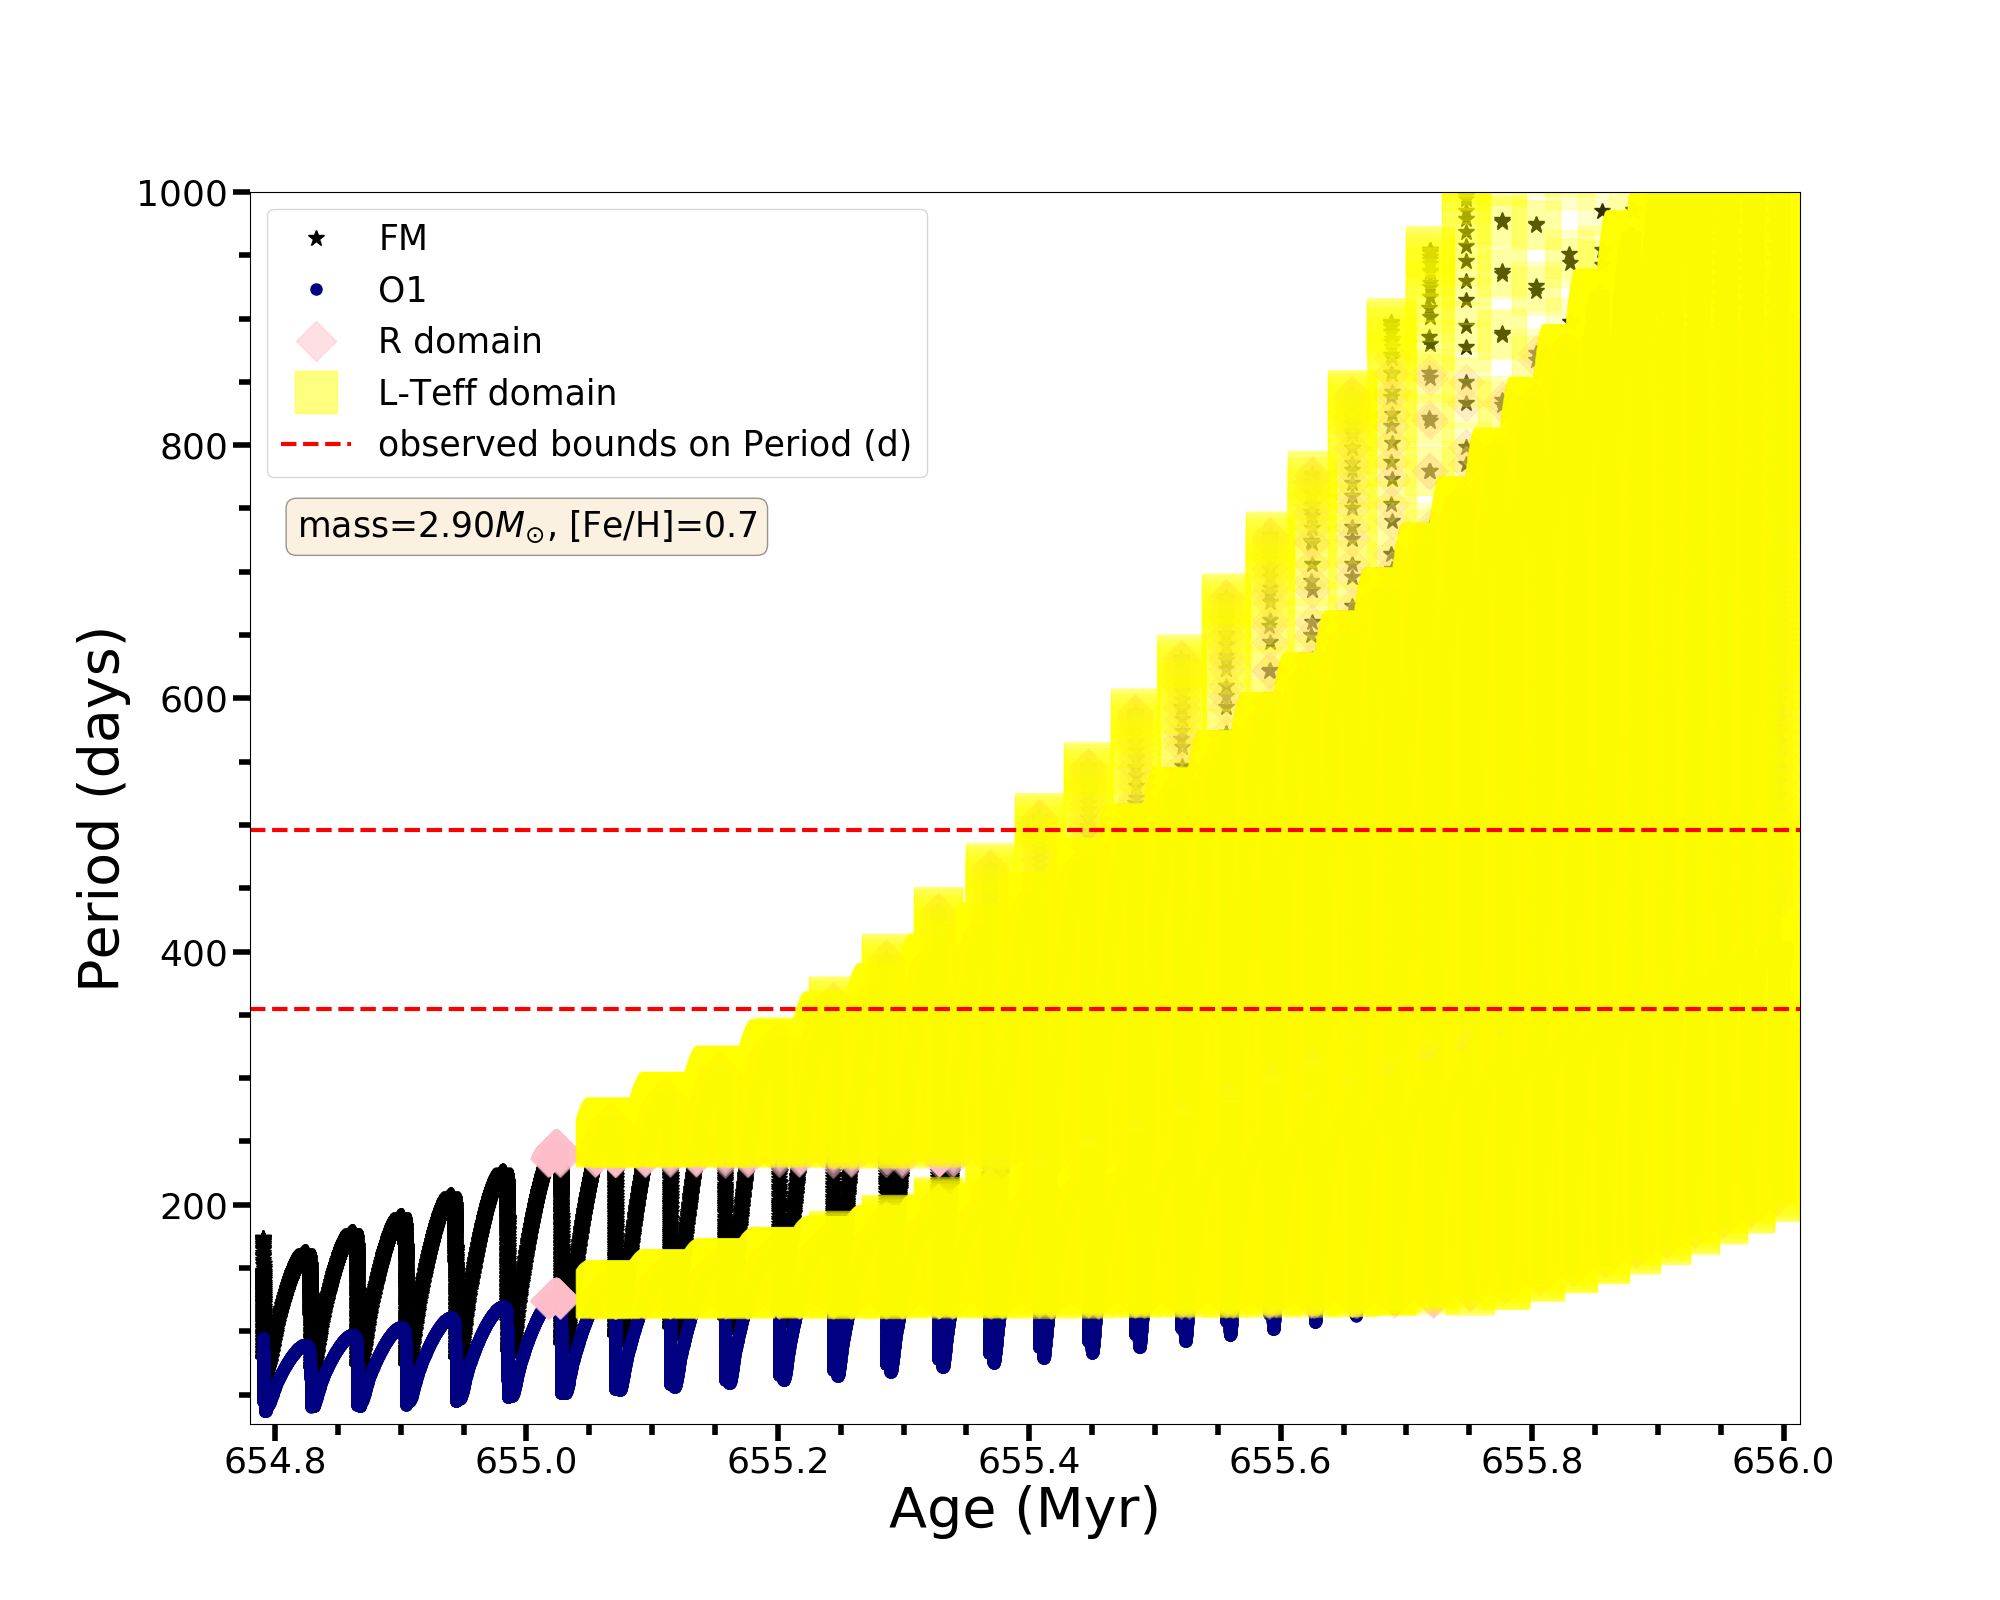 1000
800
600
400
200
Period (days)
FM
O1
R domain
L-Teff domain
observed bounds on Period (d)
mass=2.90M⊙, [Fe/H]=0.7
654.8 655.0 655.2 655.4 655.6 655.8 656.0
Age (Myr)